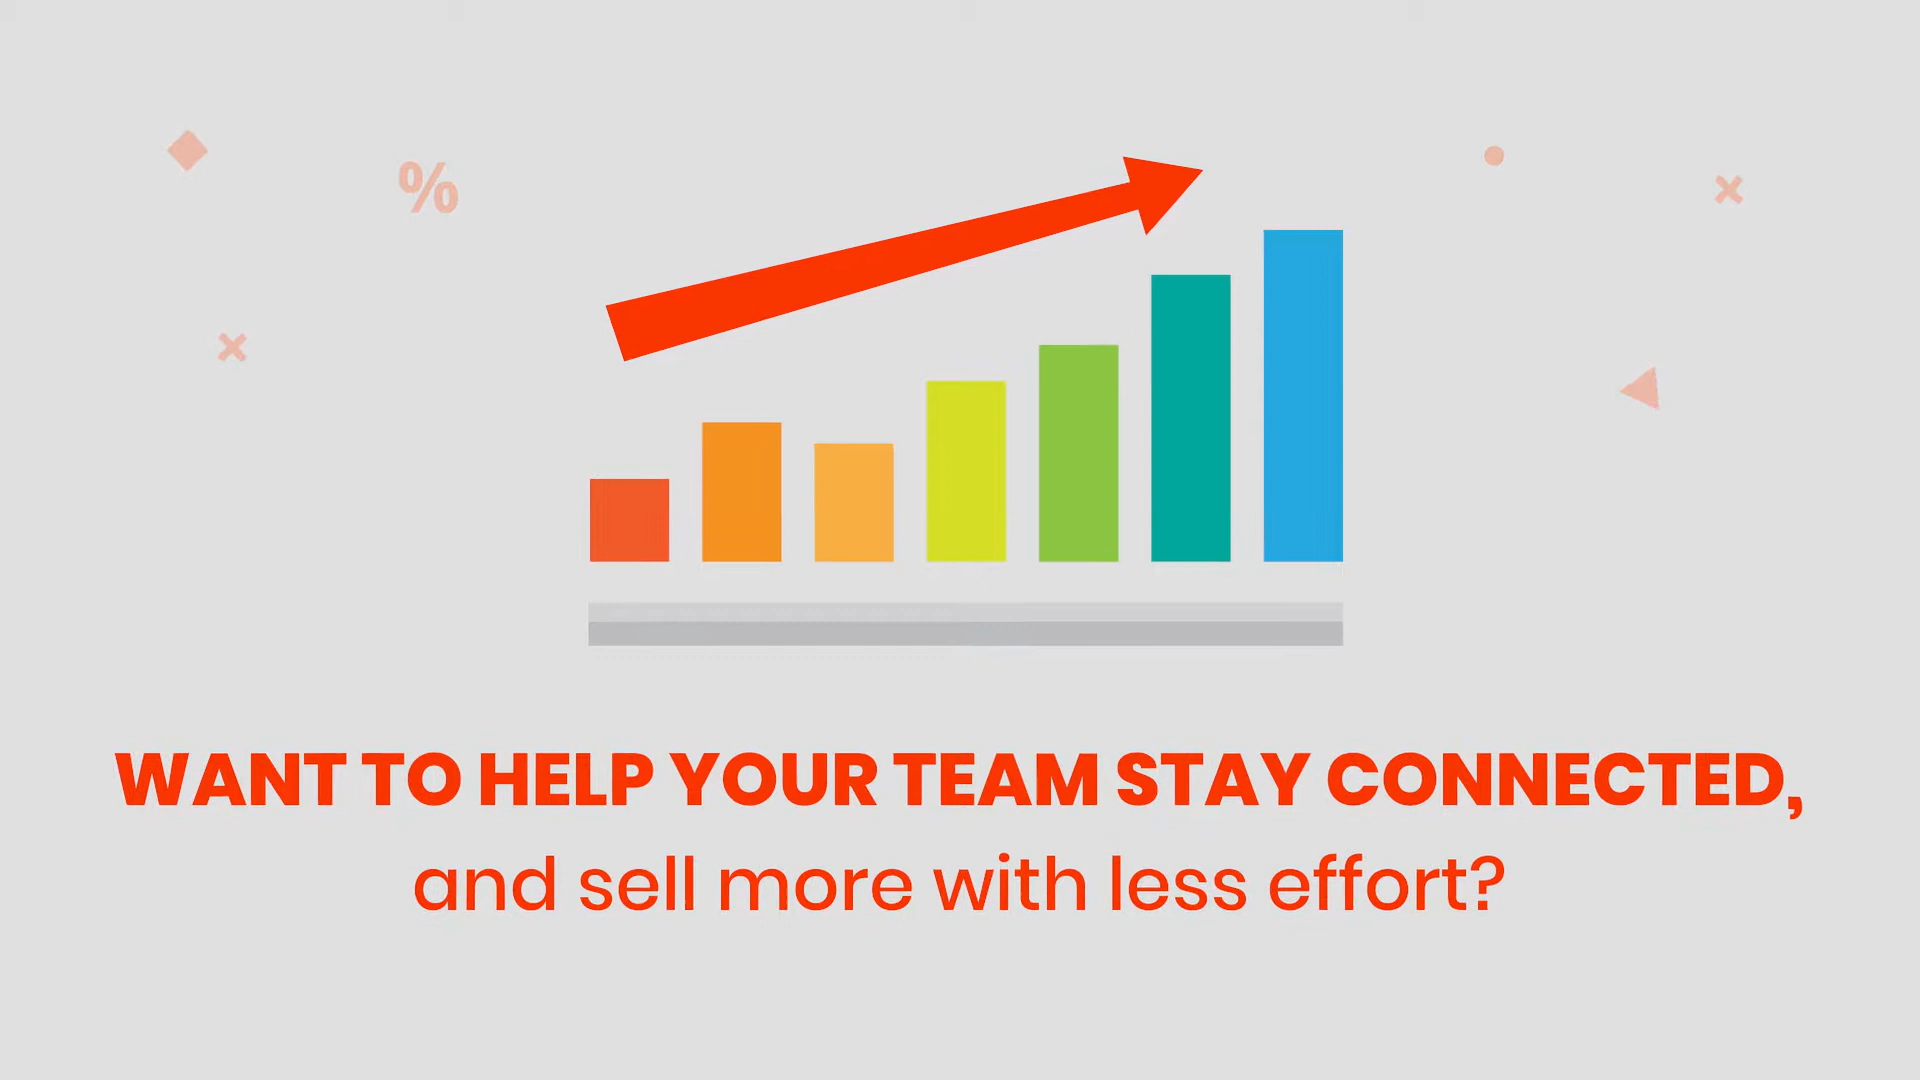 %
WANT TO HELP YOUR TEAM STAY CONNECTED,
and sell more with less effort?